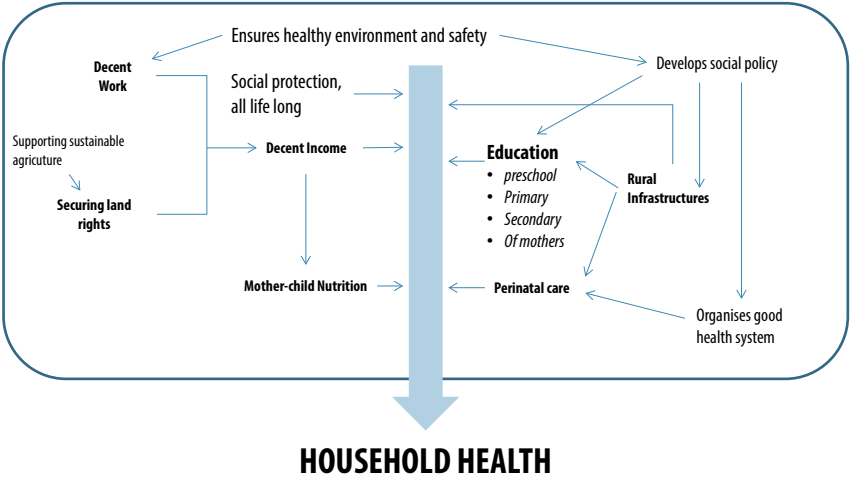 Ensures healthy environment and safety
Decent
Work
Develops social policy
Social protection,
all life long
Supporting sustainable
agricuture
Decent Income
Education
• preschool
• Primary
• Secondary
• Of mothers
Rural
Infrastructures
Securing land
rights
Mother-child Nutrition
Perinatal care
Organises good
health system
HOUSEHOLD HEALTH